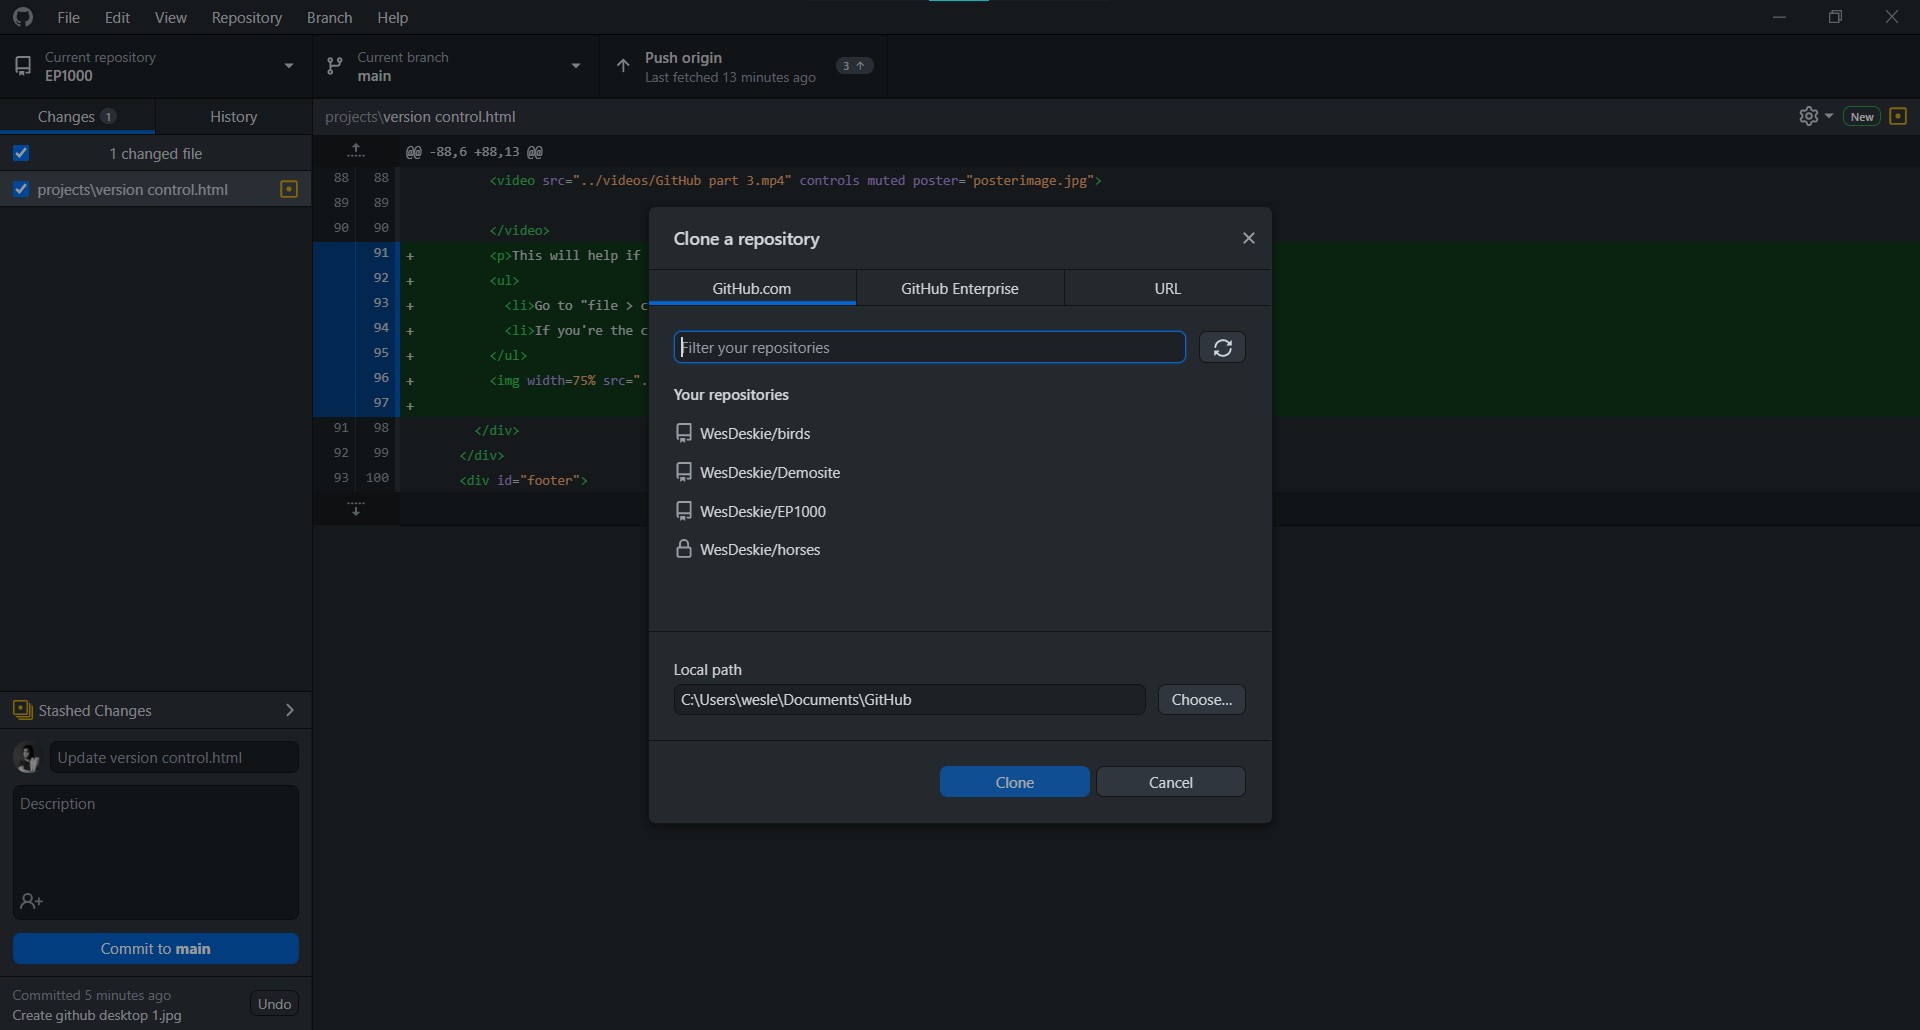 File Edit View Repository Branch Help
Current repository
EP1000
Current branch
main
Push origin
Last fetched 13 minutes ago
3
Changes 1
History
projects\version control.html
New
1 changed file
projects\version control.html
@@ -88,6 +88,13 @@
88 88 <video src="../videos/GitHub part 3.mp4" controls muted poster="posterimage.jpg">
89 89
90 90 </video>
91 + <p>This will help if
92 + <ul>
93 + <li>Go to "file > c
94 + <li>If you're the c
95 + </ul>
96 + <img width=75% src=".
97 +
91 98 </div>
92 99 </div>
93 100 <div id="footer">
Clone a repository
GitHub.com
GitHub Enterprise
URL
Filter your repositories
Your repositories
WesDeskie/birds
WesDeskie/Demosite
WesDeskie/EP1000
WesDeskie/horses
Local path
C:\Users\wesle\Documents\GitHub
Choose...
Clone
Cancel
Stashed Changes
Update version control.html
Description
Commit to main
Committed 5 minutes ago
Create github desktop 1.jpg
Undo